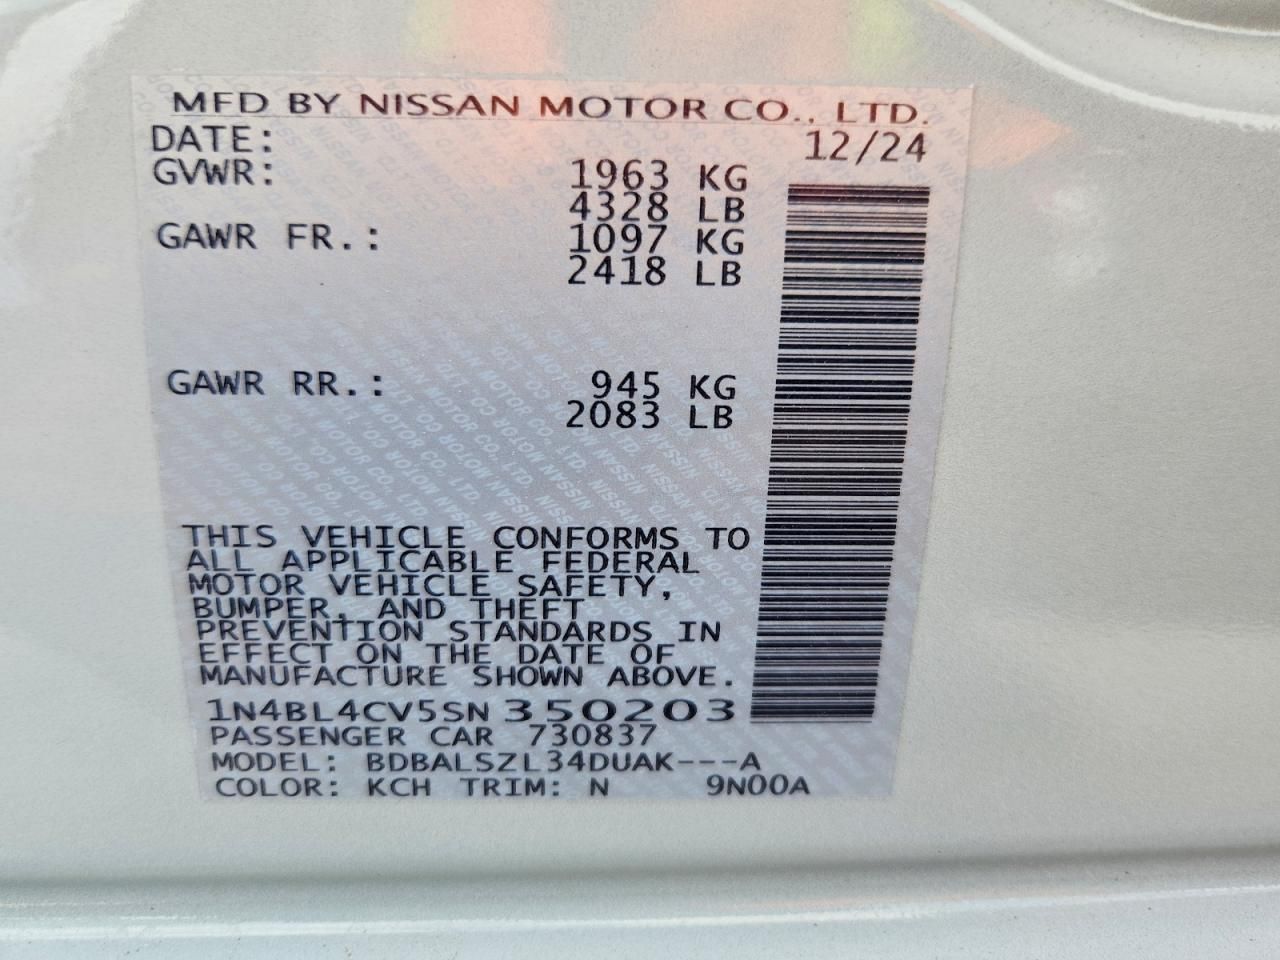 MFD BY NISSAN MOTOR CO., LTD.
DATE: 12/24
GVWR: 1963 KG
4328 LB
GAWR FR.: 1097 KG
2418 LB
GAWR RR.: 945 KG
2083 LB
THIS VEHICLE CONFORMS TO
ALL APPLICABLE FEDERAL
MOTOR VEHICLE SAFETY,
BUMPER, AND THEFT
PREVENTION STANDARDS IN
EFFECT ON THE DATE OF
MANUFACTURE SHOWN ABOVE.
1N4BL4CV5SN350203
PASSENGER CAR 730837
MODEL: BDBALSZL34DUAK---A
COLOR: KCH TRIM: N 9N00A